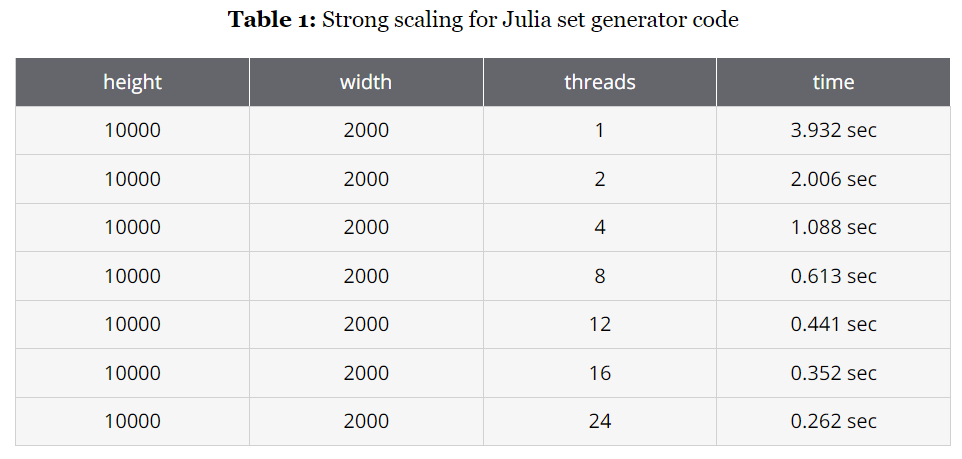 Table 1: Strong scaling for Julia set generator code
height width threads time
10000 2000 1 3.932 sec
10000 2000 2 2.006 sec
10000 2000 4 1.088 sec
10000 2000 8 0.613 sec
10000 2000 12 0.441 sec
10000 2000 16 0.352 sec
10000 2000 24 0.262 sec